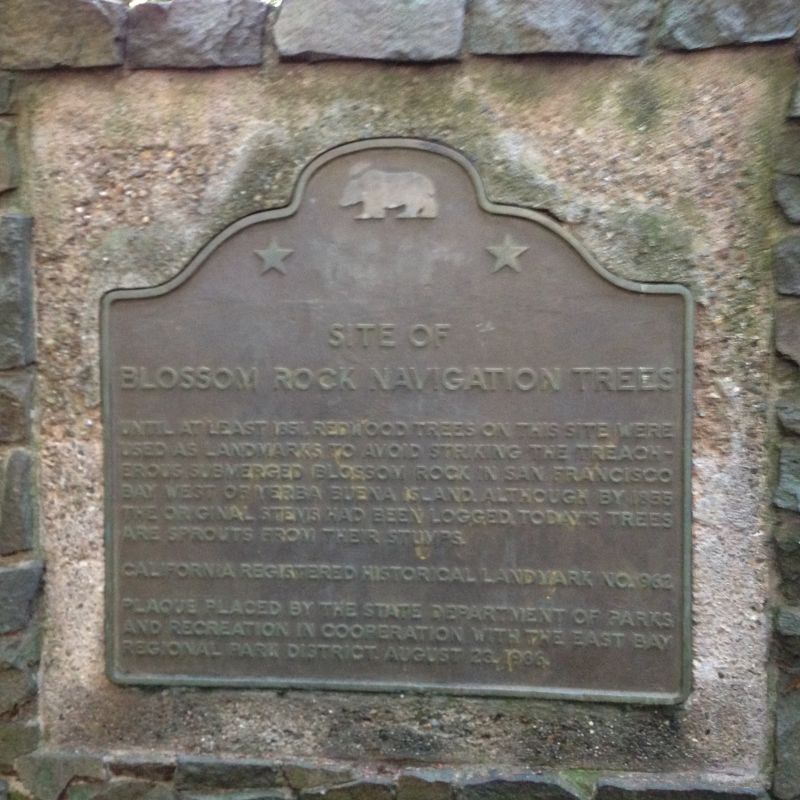 SITE OF
BLOSSOM ROCK NAVIGATION TREES
UNTIL AT LEAST 1851, REDWOOD TREES ON THIS SITE WERE
USED AS LANDMARKS TO AVOID STRIKING THE TREACH-
EROUS SUBMERGED BLOSSOM ROCK IN SAN FRANCISCO
BAY WEST OF YERBA BUENA ISLAND. ALTHOUGH BY 1855
THE ORIGINAL STEMS HAD BEEN LOGGED, TODAY'S TREES
ARE SPROUTS FROM THEIR STUMPS.
CALIFORNIA REGISTERED HISTORICAL LANDMARK NO. 962
PLAQUE PLACED BY THE STATE DEPARTMENT OF PARKS
AND RECREATION IN COOPERATION WITH THE EAST BAY
REGIONAL PARK DISTRICT, AUGUST 23, 1986.